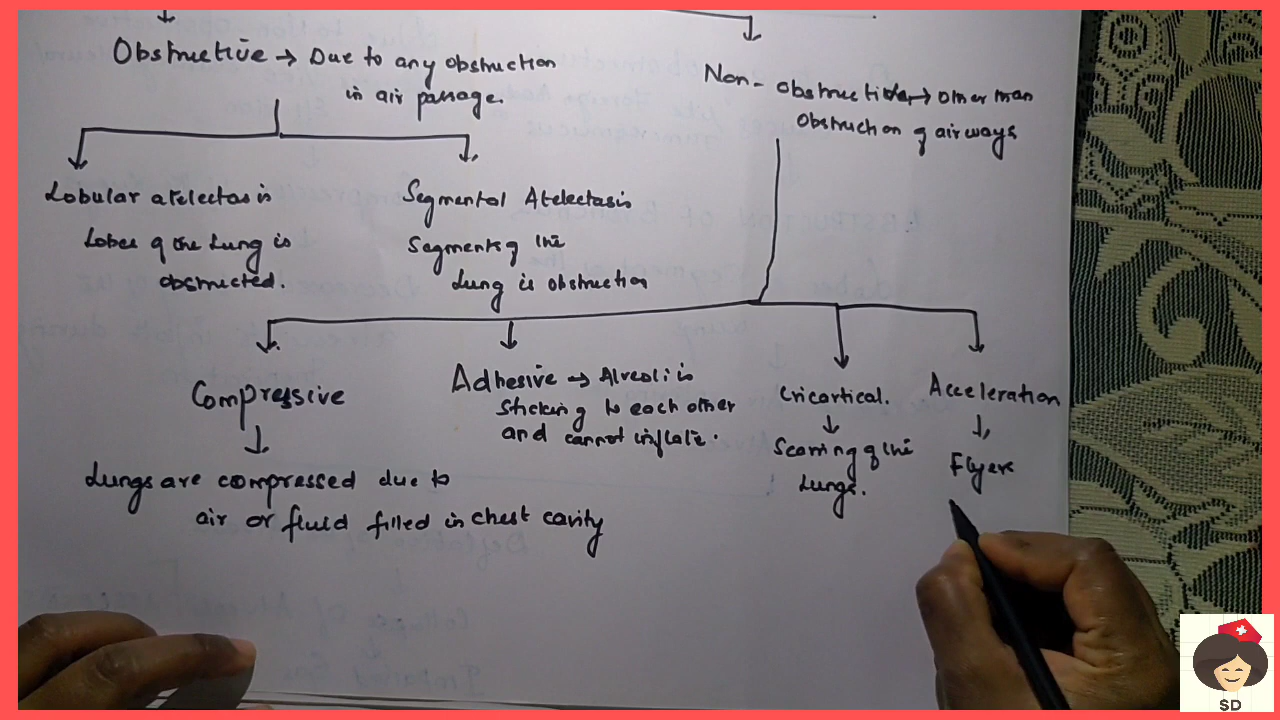 Obstructive → Due to any obstruction
in air passage.
Non- obstructive → other than
obstruction of airways
Lobular atelectasis
Lobes of the Lung is
obstructed.
Segmental Atelectasis
Segments of the
Lung is obstruction
Compressive
Lungs are compressed due to
air or fluid filled in chest cavity
Adhesive → Alveoli is
sticking to each other
and cannot inflate.
Cricortical.
Scarring of the
Lungs.
Acceleration
Flyers
SD